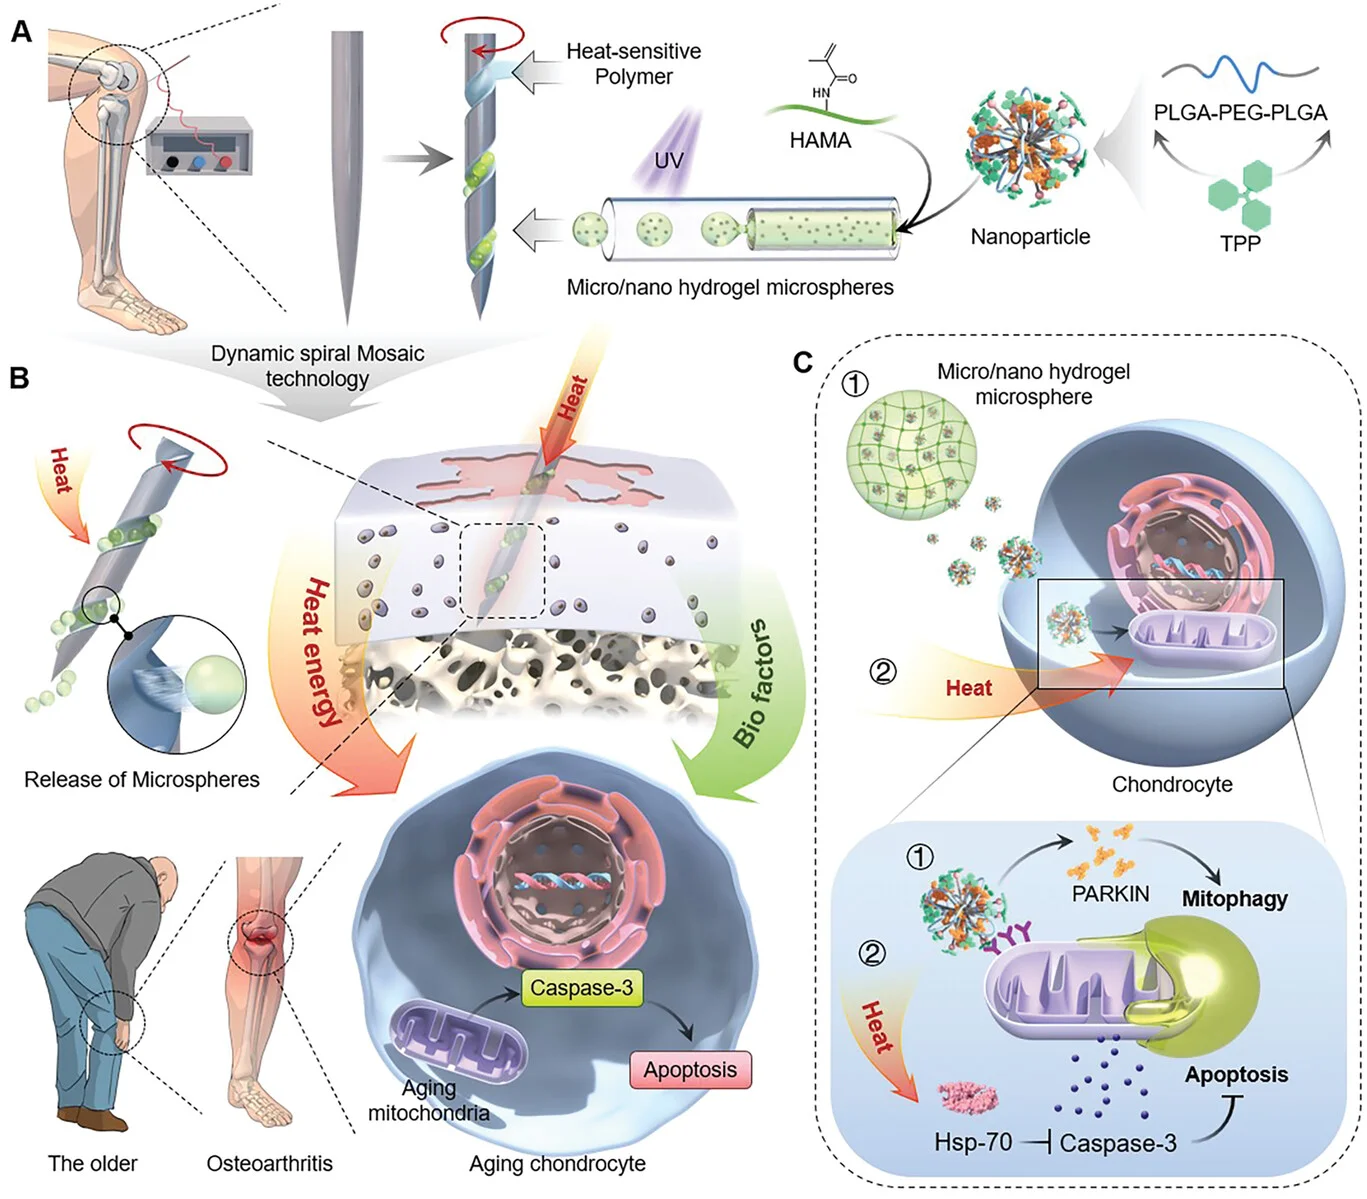 A
Heat-sensitive
Polymer
UV
HN
O
HAMA
Nanoparticle
PLGA-PEG-PLGA
TPP
Micro/nano hydrogel microspheres
Dynamic spiral Mosaic
technology
B
Heat
Heat
Heat energy
Bio factors
Release of Microspheres
The older
Osteoarthritis
Caspase-3
Apoptosis
Aging
mitochondria
Aging chondrocyte
C
①
Micro/nano hydrogel
microsphere
②
Heat
Chondrocyte
①
PARKIN
Mitophagy
②
Heat
Apoptosis
Hsp-70
Caspase-3